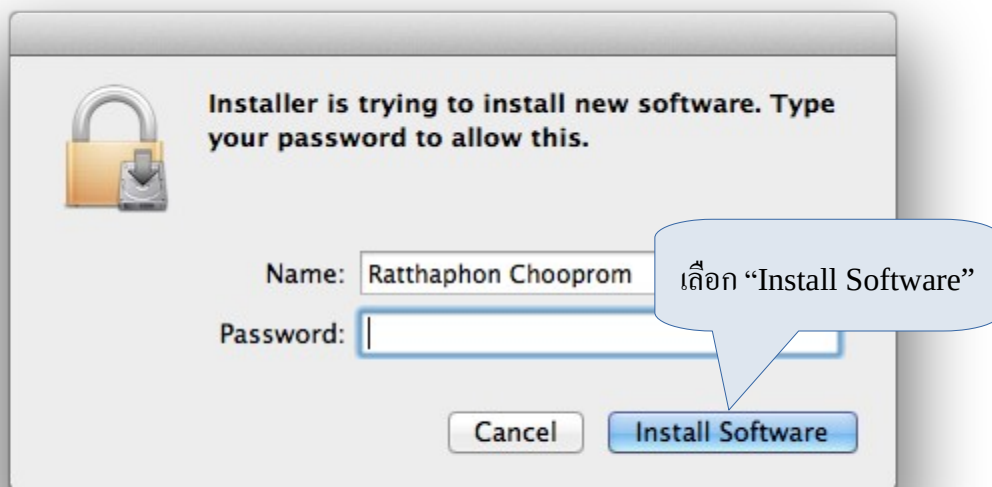 Installer is trying to install new software. Type
your password to allow this.
Name: Ratthaphon Chooprom
เลือก “Install Software”
Password:
Cancel Install Software